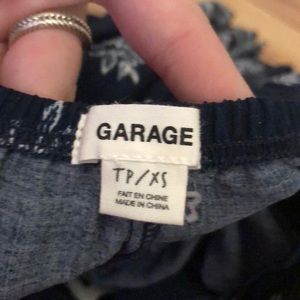 GARAGE
TP/XS
FAIT EN CHINE
MADE IN CHINA